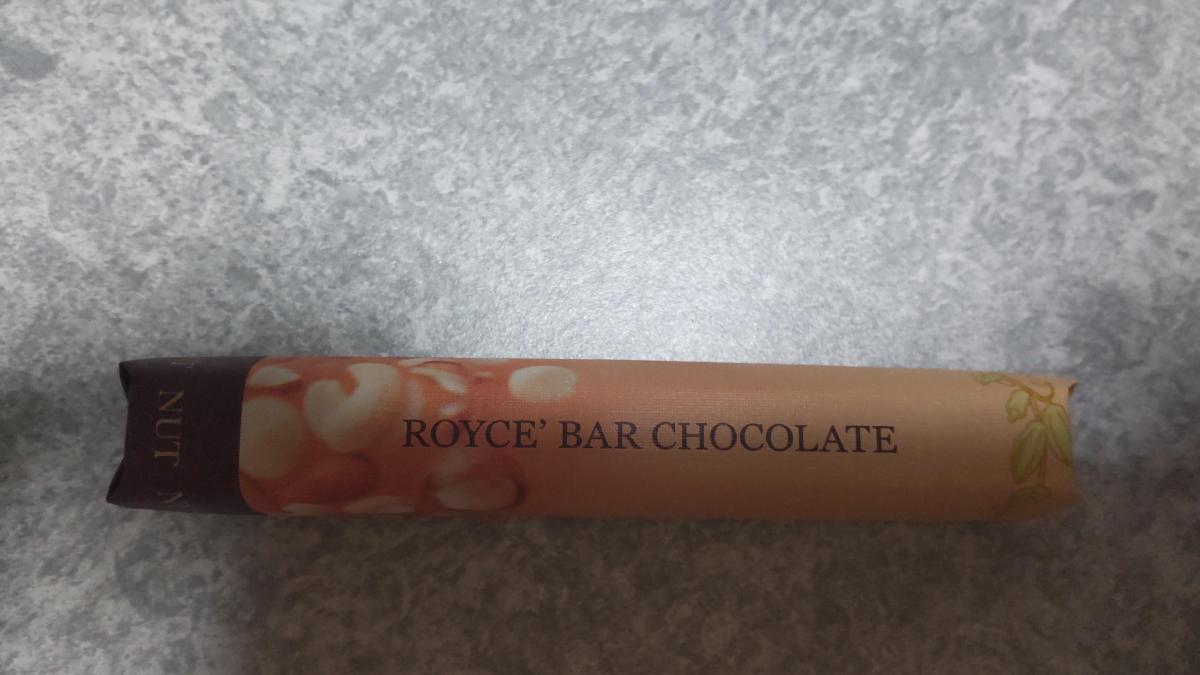 ROYCE’ BAR CHOCOLATE
NUT